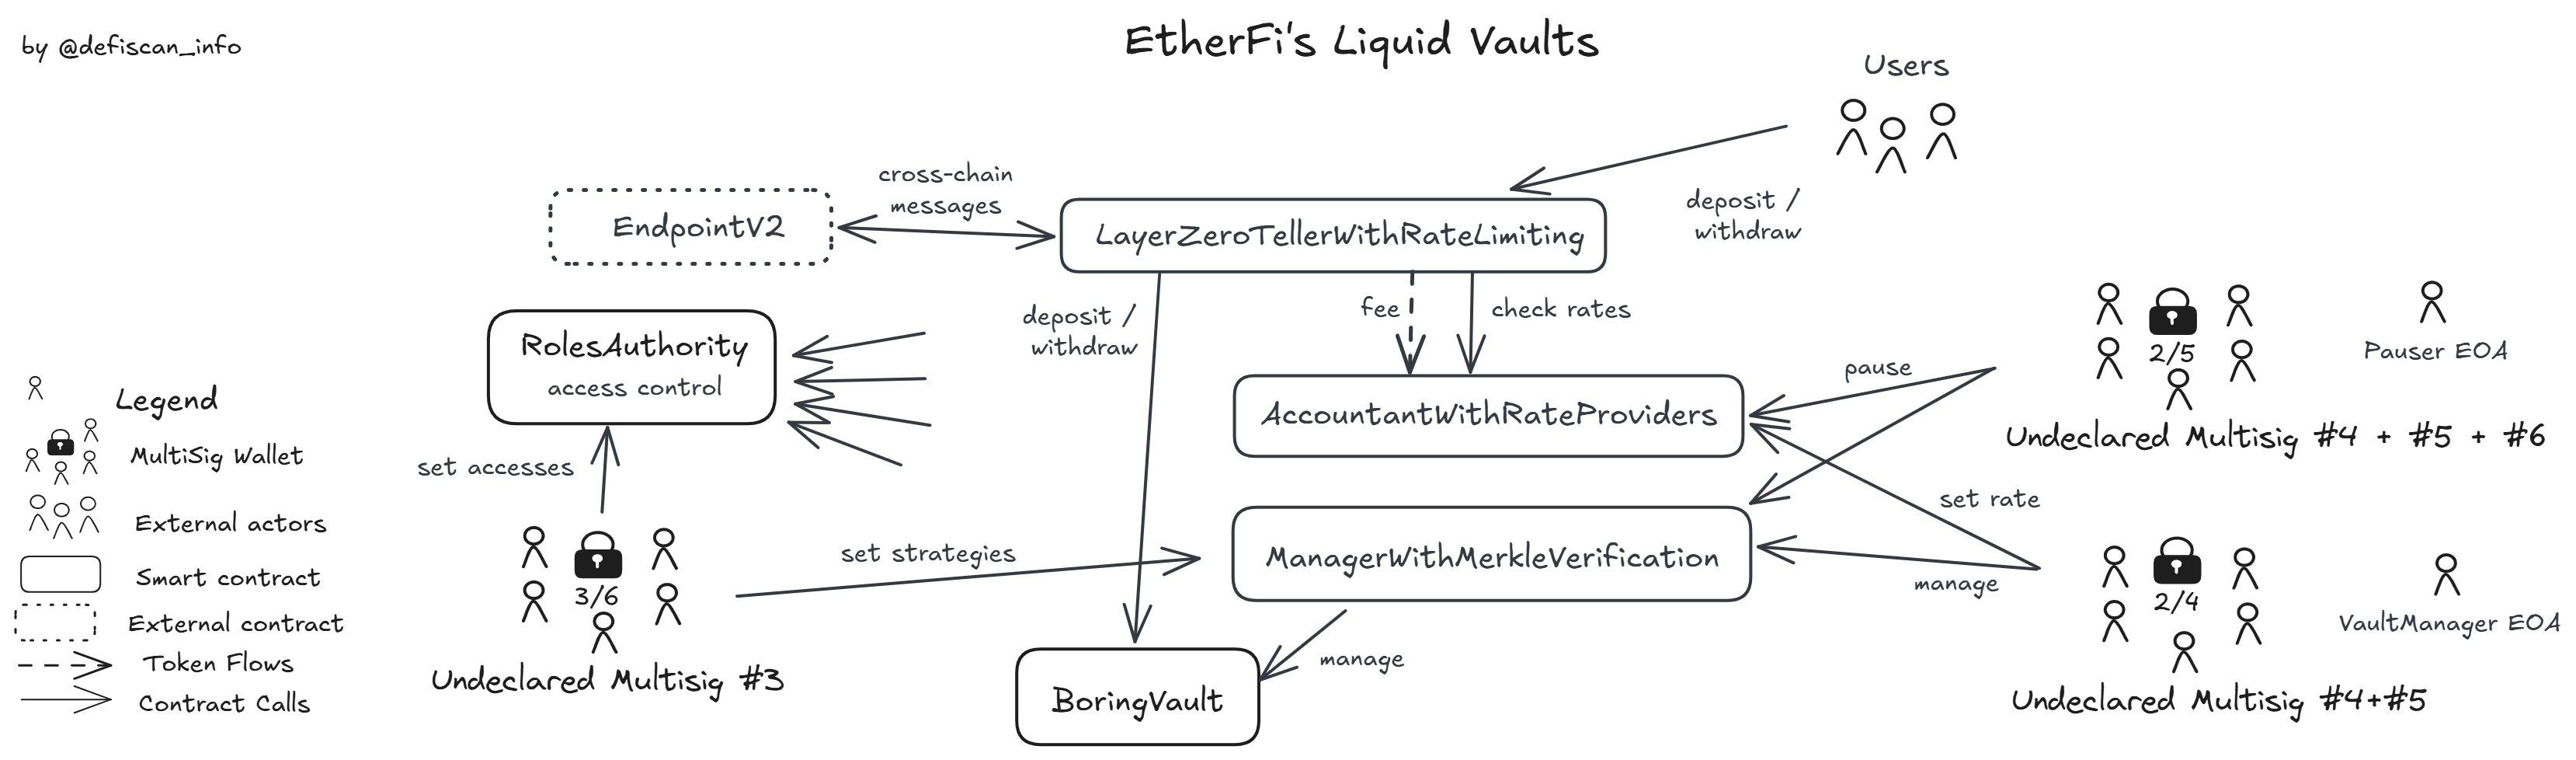 EtherFi's Liquid Vaults
by @defiscan_info
Users
cross-chain
messages
deposit /
withdraw
EndpointV2
LayerZeroTellerWithRateLimiting
deposit /
withdraw
fee
check rates
RolesAuthority
access control
2/5
Pauser EOA
pause
Undeclared Multisig #4 + #5 + #6
AccountantWithRateProviders
set accesses
set rate
set strategies
ManagerWithMerkleVerification
manage
3/6
2/4
VaultManager EOA
Undeclared Multisig #3
manage
BoringVault
Undeclared Multisig #4+#5
Legend
MultiSig Wallet
External actors
Smart contract
External contract
Token Flows
Contract Calls